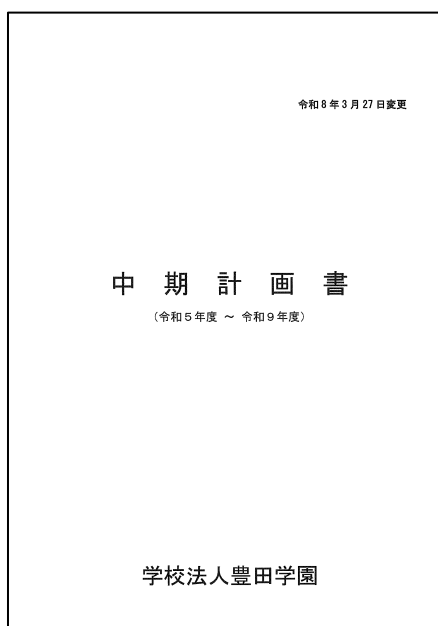 令和8年3月27日変更
中期計画書
（令和5年度 ～ 令和9年度）
学校法人豊田学園